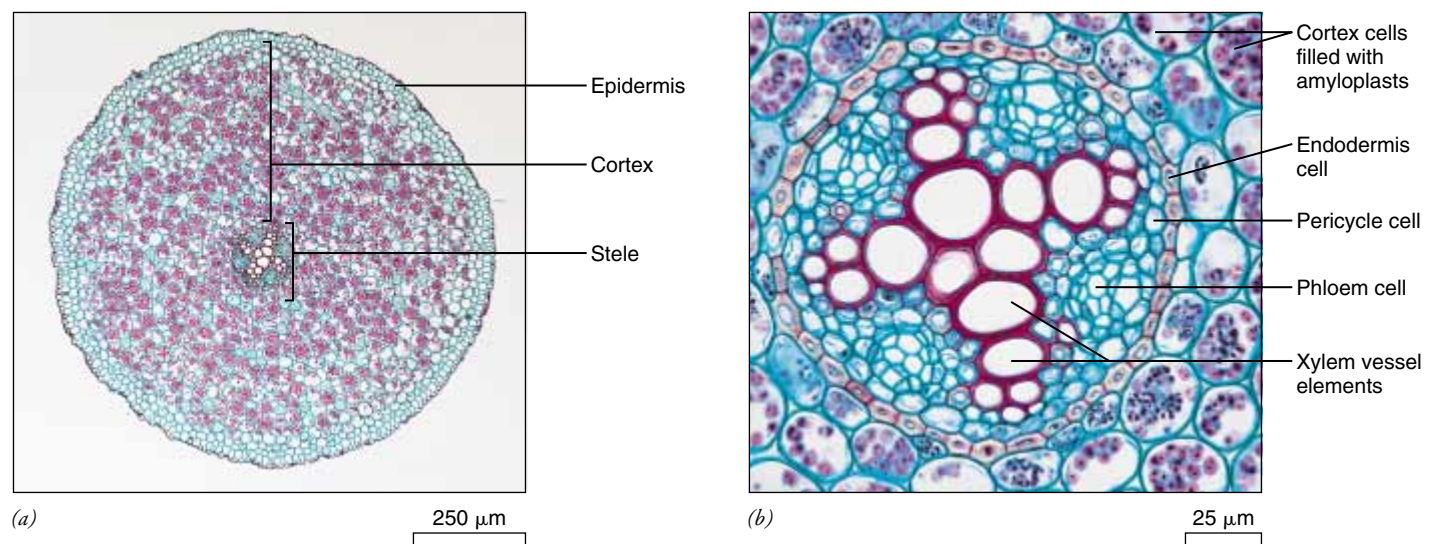 Epidermis
Cortex
Stele
(a)
250 μm
Cortex cells
filled with
amyloplasts
Endodermis
cell
Pericycle cell
Phloem cell
Xylem vessel
elements
(b)
25 μm